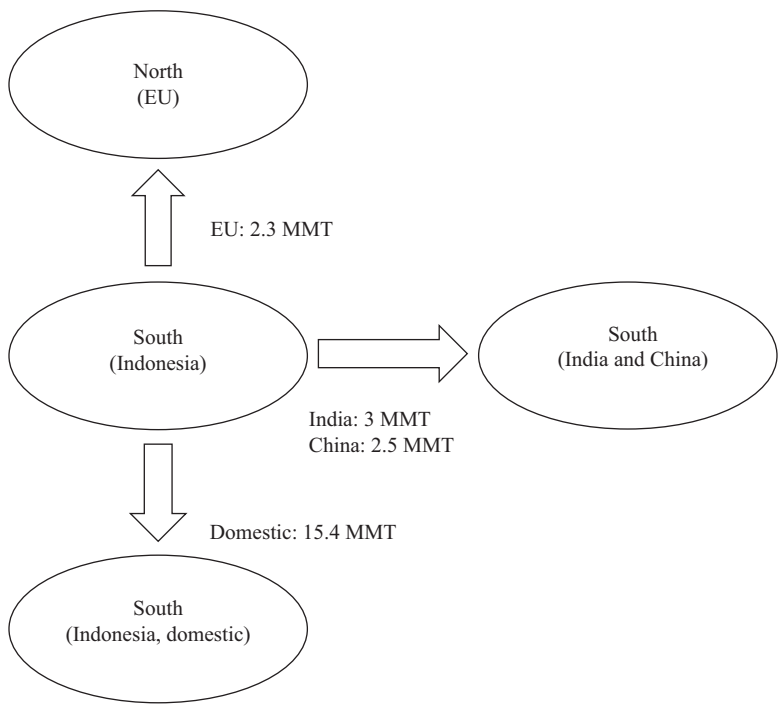 North
(EU)
EU: 2.3 MMT
South
(Indonesia)
South
(India and China)
India: 3 MMT
China: 2.5 MMT
Domestic: 15.4 MMT
South
(Indonesia, domestic)